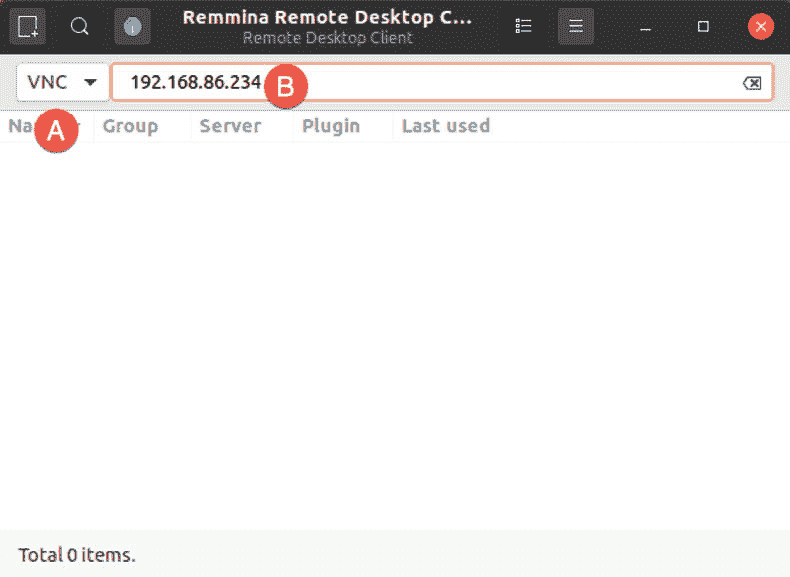 Remmina Remote Desktop C...
Remote Desktop Client
VNC 192.168.86.234 B
A Group Server Plugin Last used
Total 0 items.